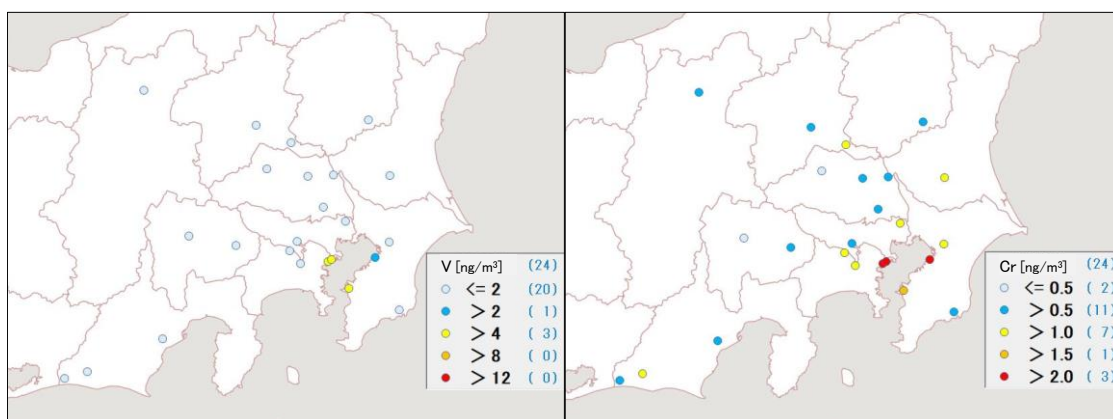 V [ng/m³] (24)
<= 2 (20)
> 2 ( 1)
> 4 ( 3)
> 8 ( 0)
> 12 ( 0)
Cr [ng/m³] (24)
<= 0.5 ( 2)
> 0.5 (11)
> 1.0 ( 7)
> 1.5 ( 1)
> 2.0 ( 3)